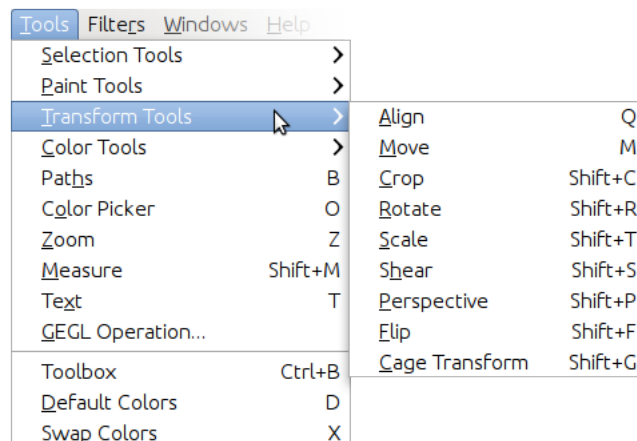 Tools Filters Windows Help
Selection Tools
Paint Tools
Transform Tools
Color Tools
Paths B
Color Picker O
Zoom Z
Measure Shift+M
Text T
GEGL Operation...
Toolbox Ctrl+B
Default Colors D
Swap Colors X
Align Q
Move M
Crop Shift+C
Rotate Shift+R
Scale Shift+T
Shear Shift+S
Perspective Shift+P
Flip Shift+F
Cage Transform Shift+G